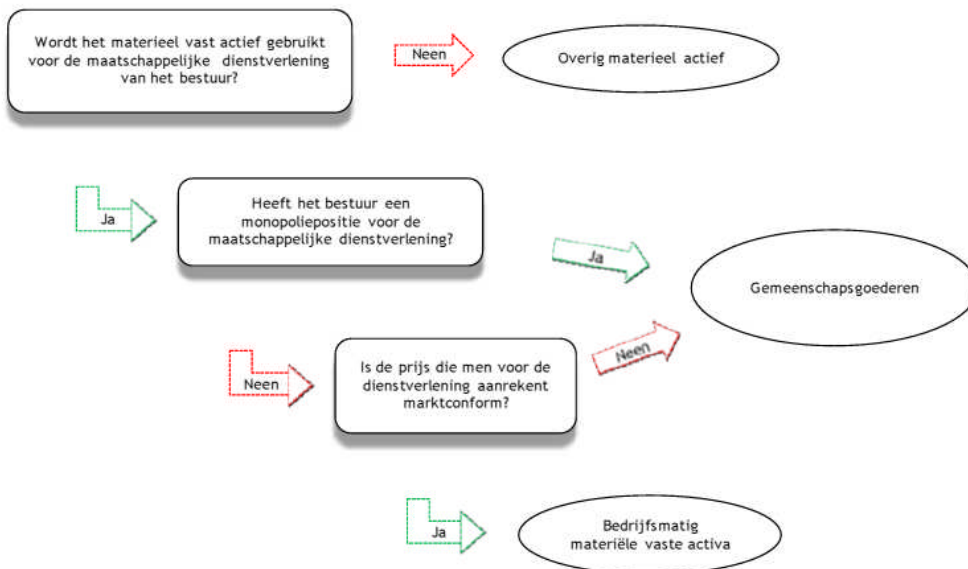 Wordt het materieel vast actief gebruikt
voor de maatschappelijke dienstverlening
van het bestuur?
Neen
Overig materieel actief
Ja
Heeft het bestuur een
monopoliepositie voor de
maatschappelijke dienstverlening?
Ja
Gemeenschapsgoederen
Neen
Is de prijs die men voor de
dienstverlening aanrekent
marktconform?
Neen
Ja
Bedrijfsmatig
materiële vaste activa